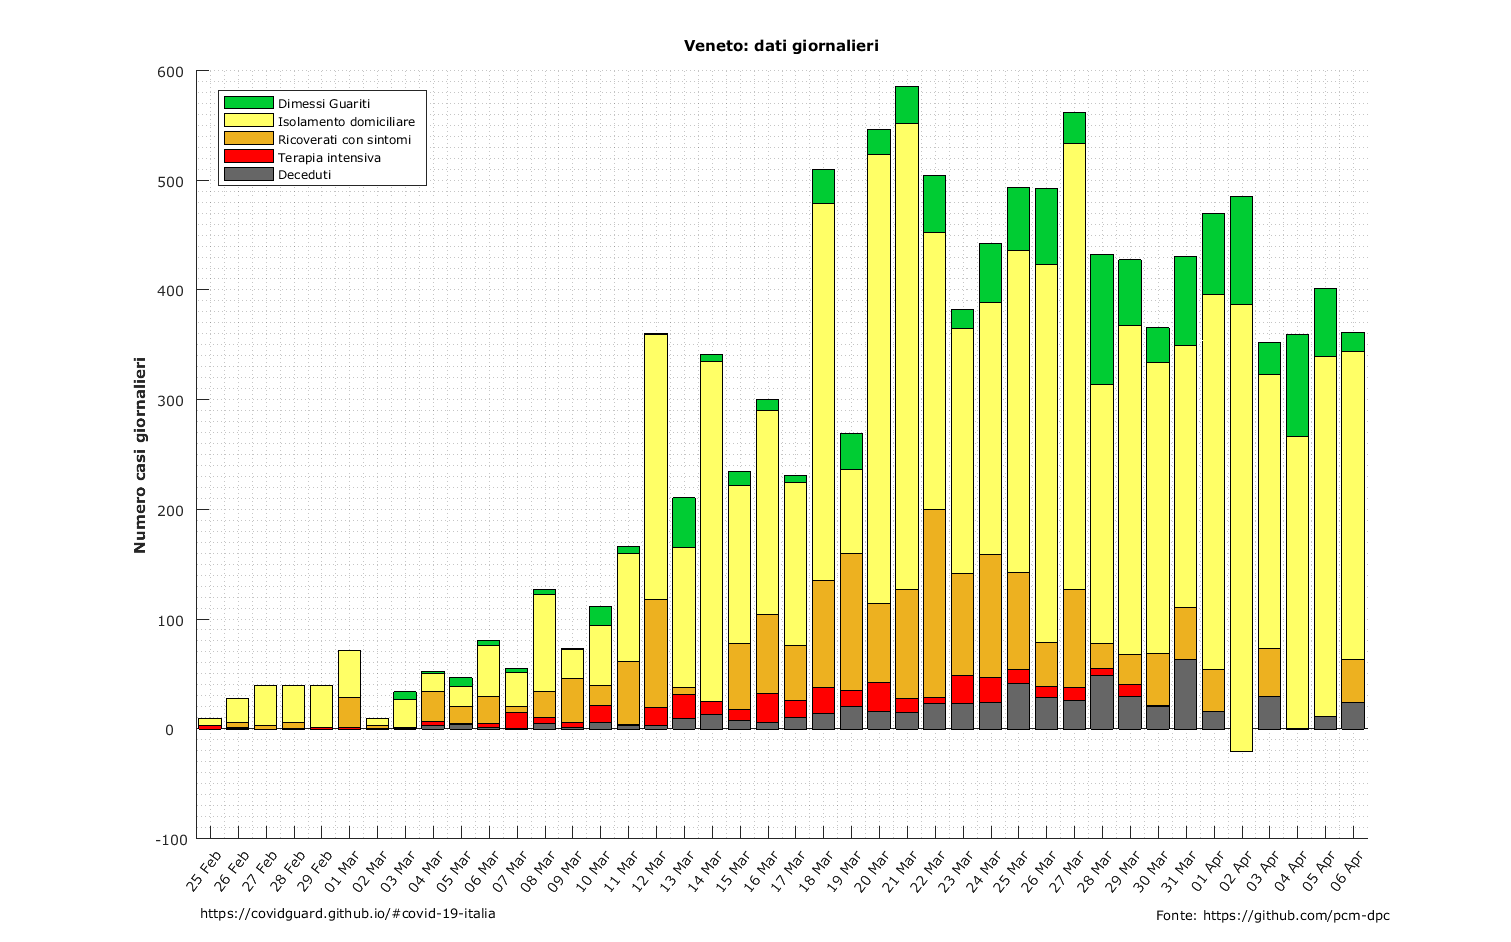 Veneto: dati giornalieri
600
500
400
300
200
100
0
-100
Numero casi giornalieri
Dimessi Guariti
Isolamento domiciliare
Ricoverati con sintomi
Terapia intensiva
Deceduti
25 Feb
26 Feb
27 Feb
28 Feb
29 Feb
01 Mar
02 Mar
03 Mar
04 Mar
05 Mar
06 Mar
07 Mar
08 Mar
09 Mar
10 Mar
11 Mar
12 Mar
13 Mar
14 Mar
15 Mar
16 Mar
17 Mar
18 Mar
19 Mar
20 Mar
21 Mar
22 Mar
23 Mar
24 Mar
25 Mar
26 Mar
27 Mar
28 Mar
29 Mar
30 Mar
31 Mar
01 Apr
02 Apr
03 Apr
04 Apr
05 Apr
06 Apr
https://covidguard.github.io/#covid-19-italia
Fonte: https://github.com/pcm-dpc